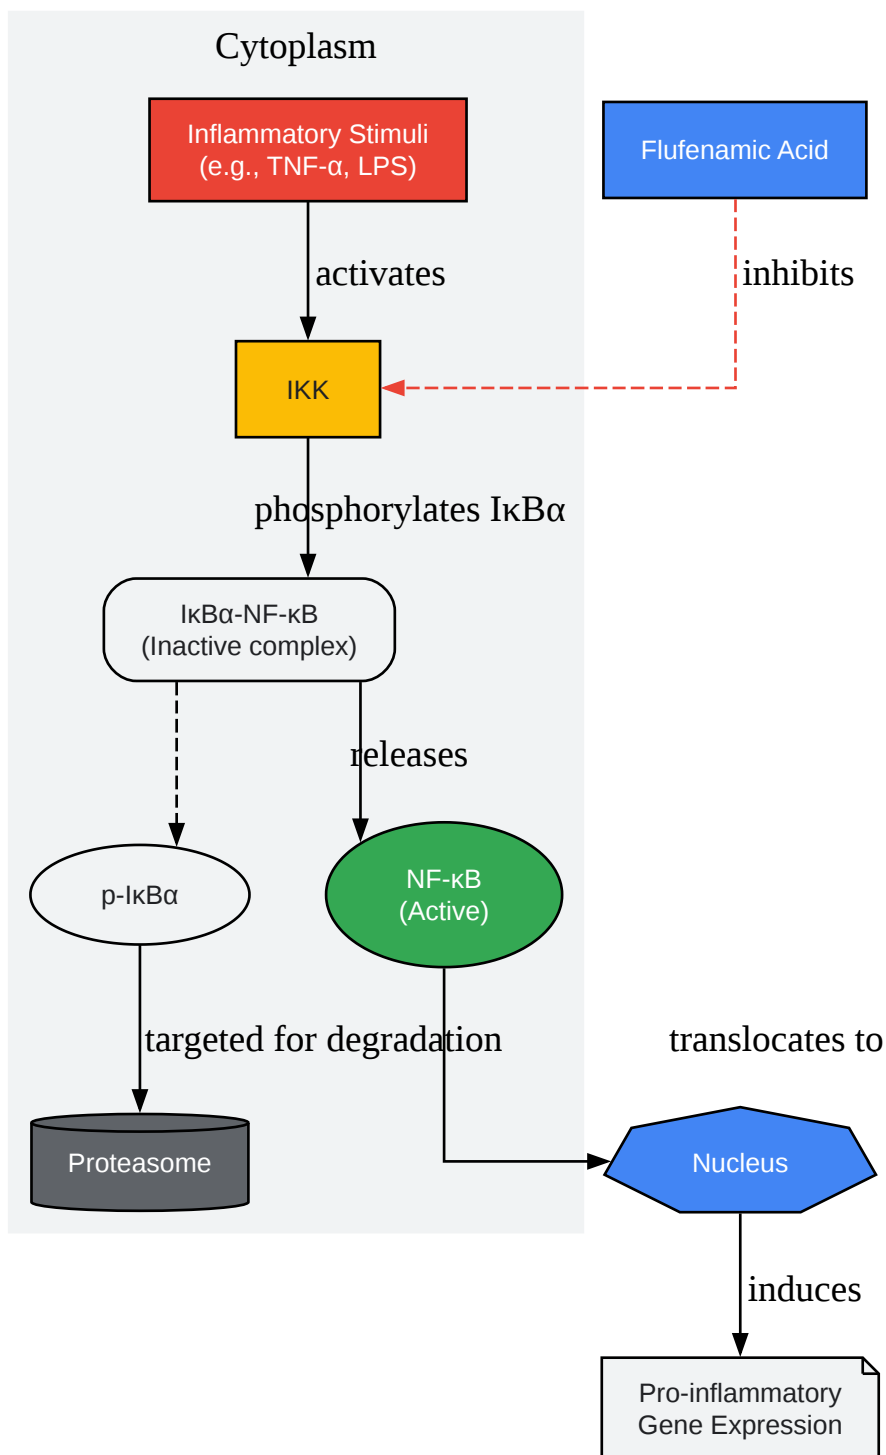 Cytoplasm
Inflammatory Stimuli
(e.g., TNF-α, LPS)
Flufenamic Acid
activates
inhibits
IKK
phosphorylates IκBα
IκBα-NF-κB
(Inactive complex)
releases
p-IκBα
NF-κB
(Active)
targeted for degradation
translocates to
Proteasome
Nucleus
induces
Pro-inflammatory
Gene Expression